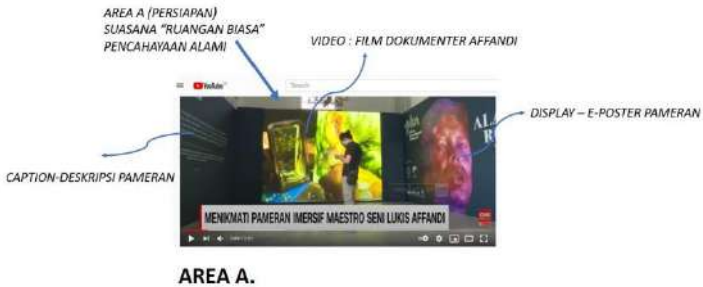 AREA A (PERSIAPAN)
SUASANA "RUANGAN BIASA"
PENCAHAYAAN ALAMI
VIDEO : FILM DOKUMENTER AFFANDI
YouTube
Search
DISPLAY – E-POSTER PAMERAN
CAPTION-DESKRIPSI PAMERAN
MENIKMATI PAMERAN IMERSIF MAESTRO SENI LUKIS AFFANDI
AREA A.